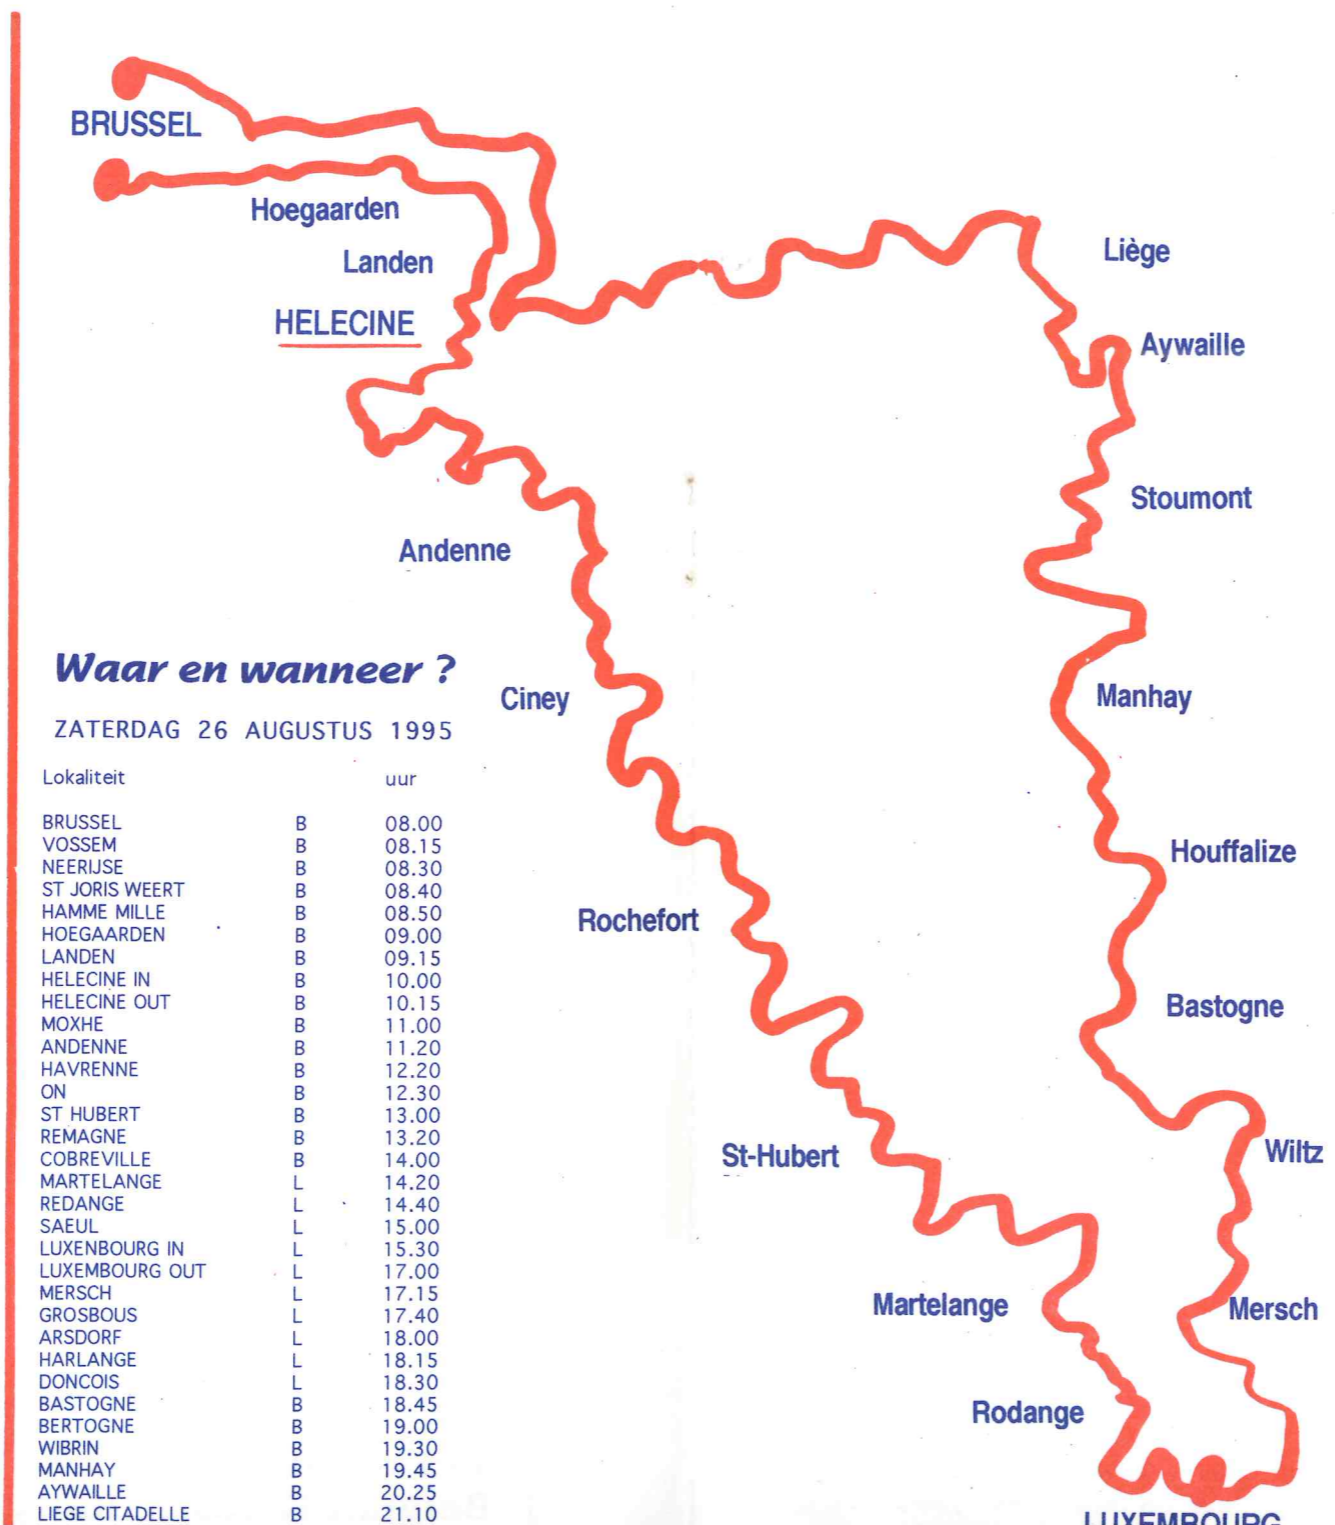 BRUSSEL
Hoegaarden
Landen
HELECINE
Liège
Aywaille
Stoumont
Andenne
Ciney
Manhay
Houffalize
Rochefort
Bastogne
St-Hubert
Wiltz
Martelange
Mersch
Rodange
LUXEMBOURG
Waar en wanneer ?
ZATERDAG 26 AUGUSTUS 1995
Lokaliteit uur
BRUSSEL B 08.00
VOSSEM B 08.15
NEERIJSE B 08.30
ST JORIS WEERT B 08.40
HAMME MILLE B 08.50
HOEGAARDEN B 09.00
LANDEN B 09.15
HELECINE IN B 10.00
HELECINE OUT B 10.15
MOXHE B 11.00
ANDENNE B 11.20
HAVRENNE B 12.20
ON B 12.30
ST HUBERT B 13.00
REMAGNE B 13.20
COBREVILLE B 14.00
MARTELANGE L 14.20
REDANGE L 14.40
SAEUL L 15.00
LUXENBOURG IN L 15.30
LUXEMBOURG OUT L 17.00
MERSCH L 17.15
GROSBOUS L 17.40
ARSDORF L 18.00
HARLANGE L 18.15
DONCOIS L 18.30
BASTOGNE B 18.45
BERTOGNE B 19.00
WIBRIN B 19.30
MANHAY B 19.45
AYWAILLE B 20.25
LIEGE CITADELLE B 21.10